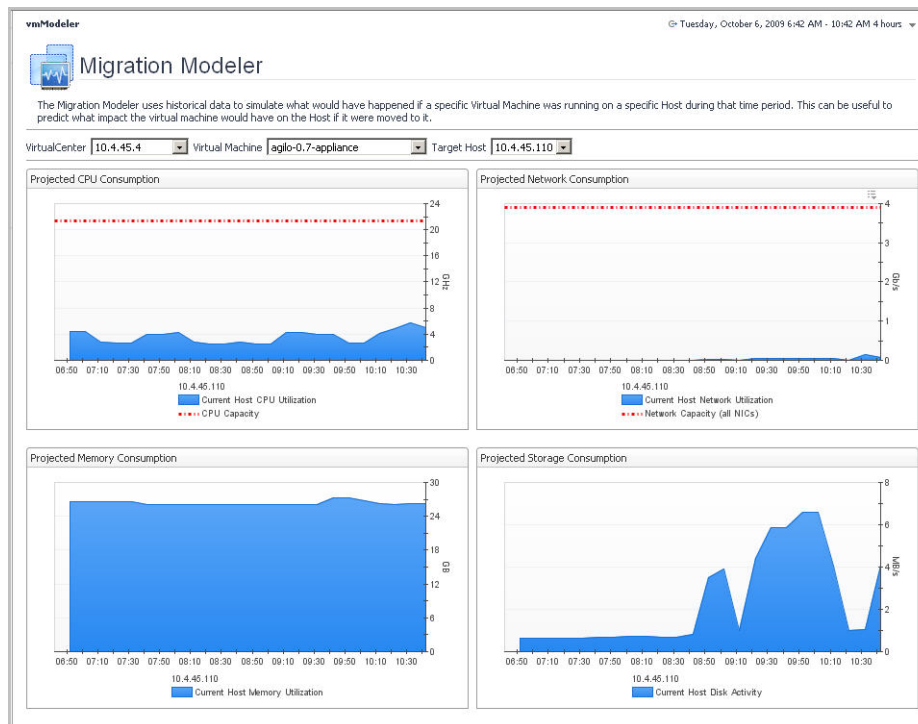 vmModeler
Tuesday, October 6, 2009 6:42 AM - 10:42 AM 4 hours
Migration Modeler
The Migration Modeler uses historical data to simulate what would have happened if a specific Virtual Machine was running on a specific Host during that time period. This can be useful to
predict what impact the virtual machine would have on the Host if it were moved to it.
VirtualCenter 10.4.45.4 Virtual Machine agilo-0.7-appliance Target Host 10.4.45.110
Projected CPU Consumption
24
20
16
12
8
4
0
GHz
06:50 07:10 07:30 07:50 08:10 08:30 08:50 09:10 09:30 09:50 10:10 10:30
10.4.45.110
Current Host CPU Utilization
CPU Capacity
Projected Network Consumption
4
3
2
1
0
Gb/s
06:50 07:10 07:30 07:50 08:10 08:30 08:50 09:10 09:30 09:50 10:10 10:30
10.4.45.110
Current Host Network Utilization
Network Capacity (all NICs)
Projected Memory Consumption
30
24
18
12
6
0
GB
06:50 07:10 07:30 07:50 08:10 08:30 08:50 09:10 09:30 09:50 10:10 10:30
10.4.45.110
Current Host Memory Utilization
Projected Storage Consumption
8
6
4
2
0
MB/s
06:50 07:10 07:30 07:50 08:10 08:30 08:50 09:10 09:30 09:50 10:10 10:30
10.4.45.110
Current Host Disk Activity